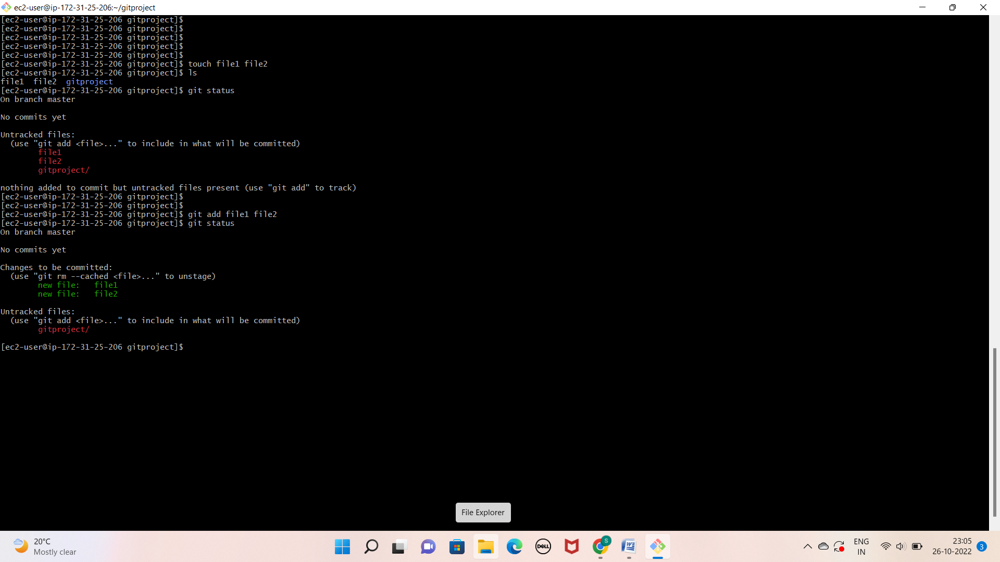 ec2-user@ip-172-31-25-206:~/gitproject
[ec2-user@ip-172-31-25-206 gitproject]$
[ec2-user@ip-172-31-25-206 gitproject]$
[ec2-user@ip-172-31-25-206 gitproject]$
[ec2-user@ip-172-31-25-206 gitproject]$
[ec2-user@ip-172-31-25-206 gitproject]$
[ec2-user@ip-172-31-25-206 gitproject]$ touch file1 file2
[ec2-user@ip-172-31-25-206 gitproject]$ ls
file1  file2  gitproject
[ec2-user@ip-172-31-25-206 gitproject]$ git status
On branch master
No commits yet
Untracked files:
  (use "git add <file>..." to include in what will be committed)
        file1
        file2
        gitproject/
nothing added to commit but untracked files present (use "git add" to track)
[ec2-user@ip-172-31-25-206 gitproject]$
[ec2-user@ip-172-31-25-206 gitproject]$
[ec2-user@ip-172-31-25-206 gitproject]$ git add file1 file2
[ec2-user@ip-172-31-25-206 gitproject]$ git status
On branch master
No commits yet
Changes to be committed:
  (use "git rm --cached <file>..." to unstage)
        new file:   file1
        new file:   file2
Untracked files:
  (use "git add <file>..." to include in what will be committed)
        gitproject/
[ec2-user@ip-172-31-25-206 gitproject]$
File Explorer
20°C
Mostly clear
DELL
S
W
ENG
IN
23:05
26-10-2022
3